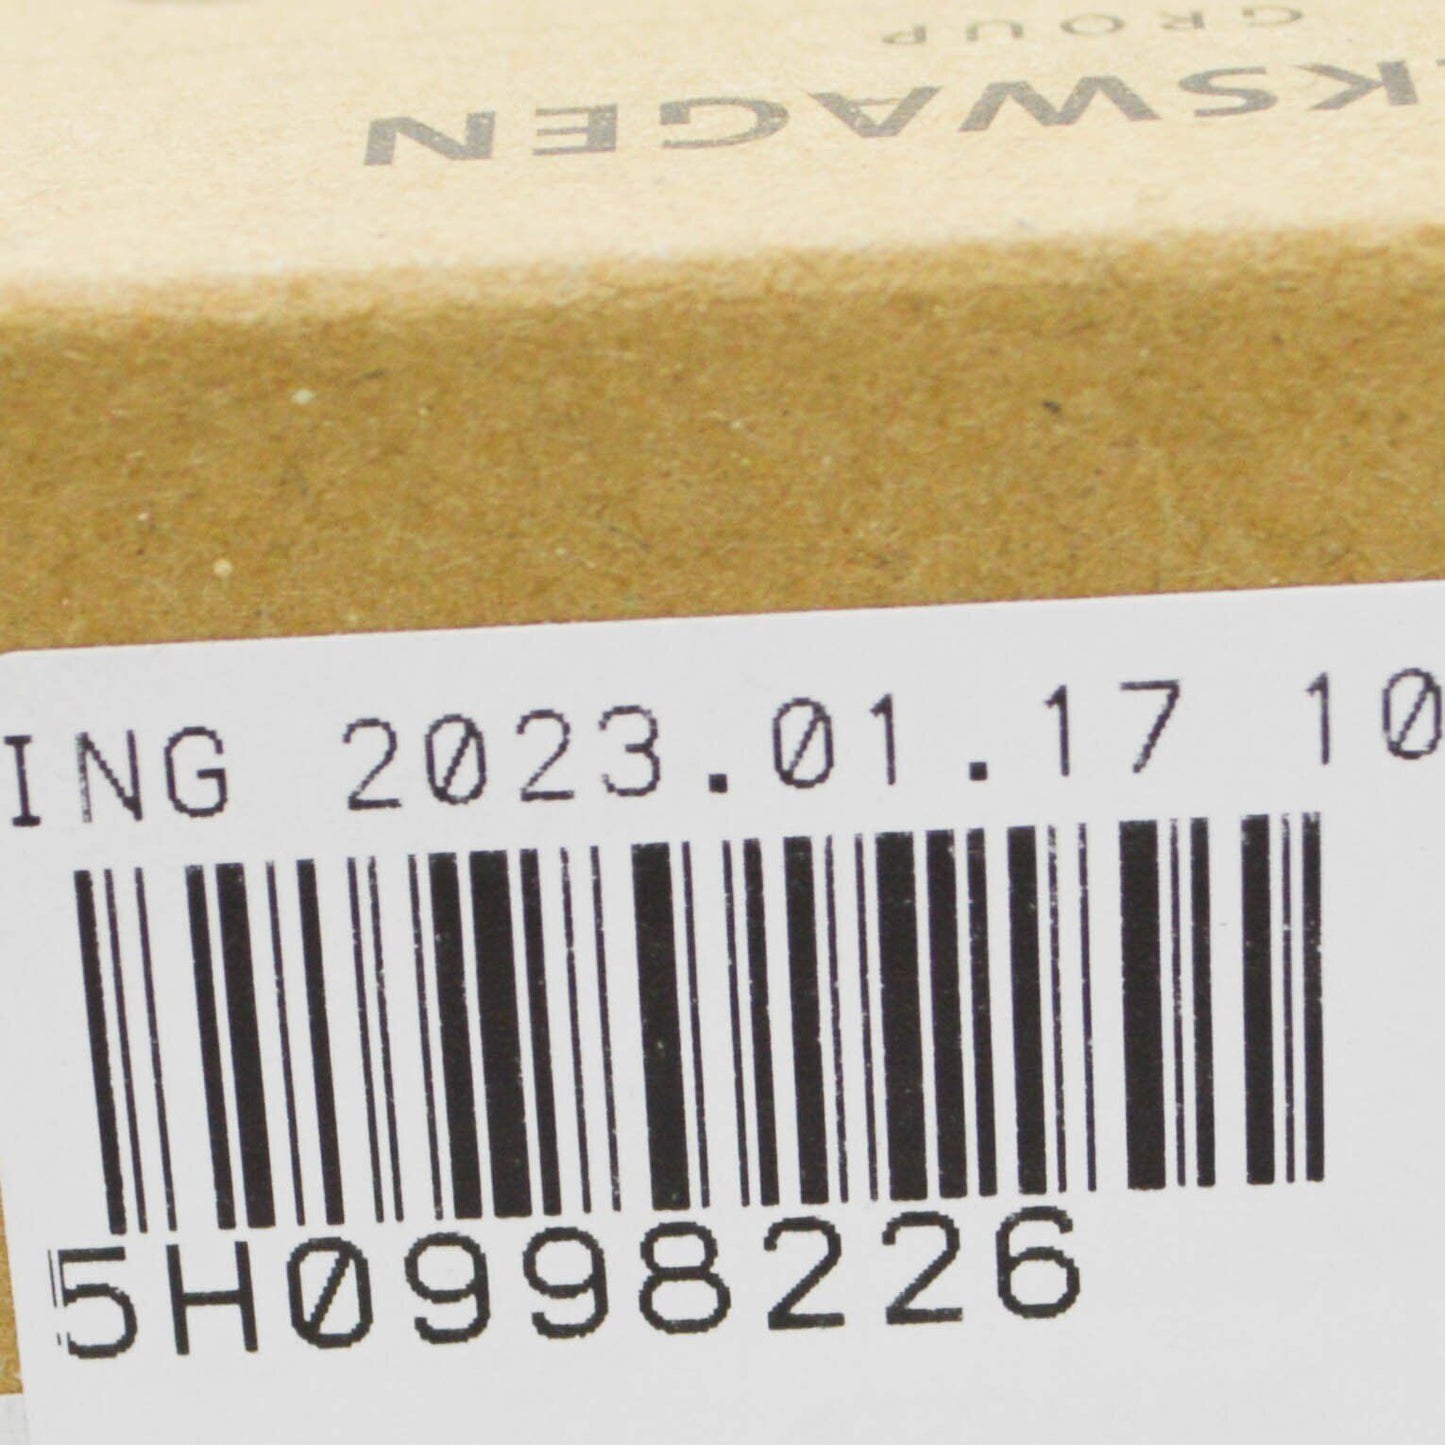 GROUP
KSWAGEN
ING 2023.01.17 10
5H0998226